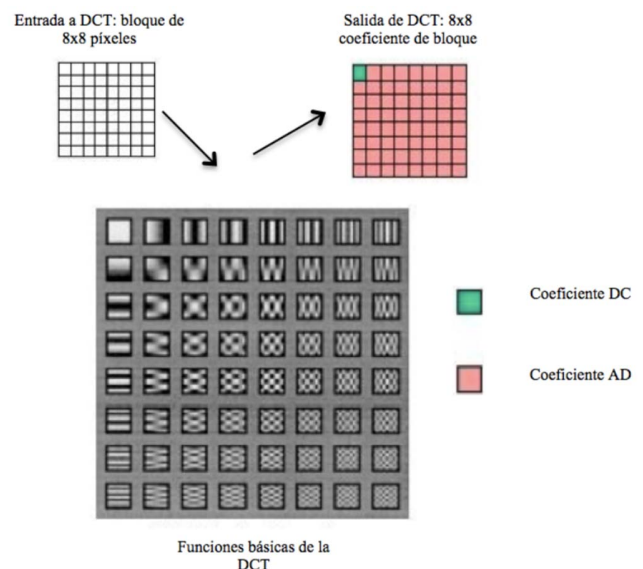 Entrada a DCT: bloque de
8x8 píxeles
Salida de DCT: 8x8
coeficiente de bloque
Coeficiente DC
Coeficiente AD
Funciones básicas de la
DCT